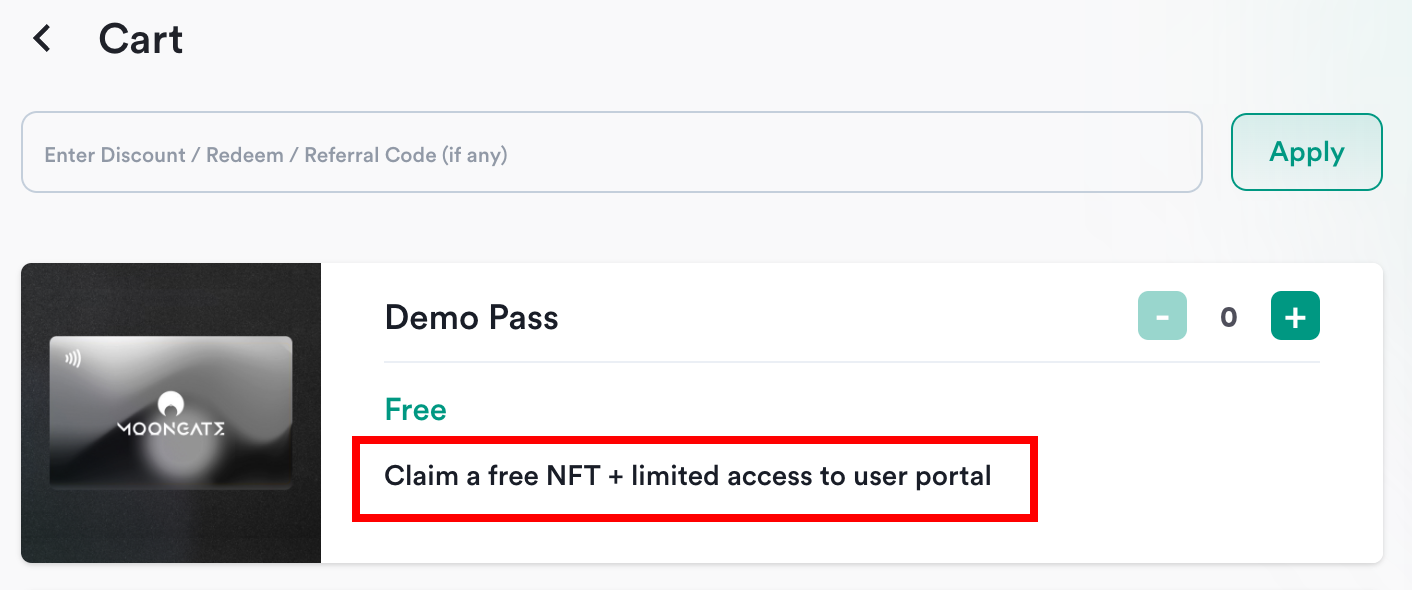 Cart
Enter Discount / Redeem / Referral Code (if any)
Apply
Demo Pass
- 0 +
Free
Claim a free NFT + limited access to user portal
MOONGATE